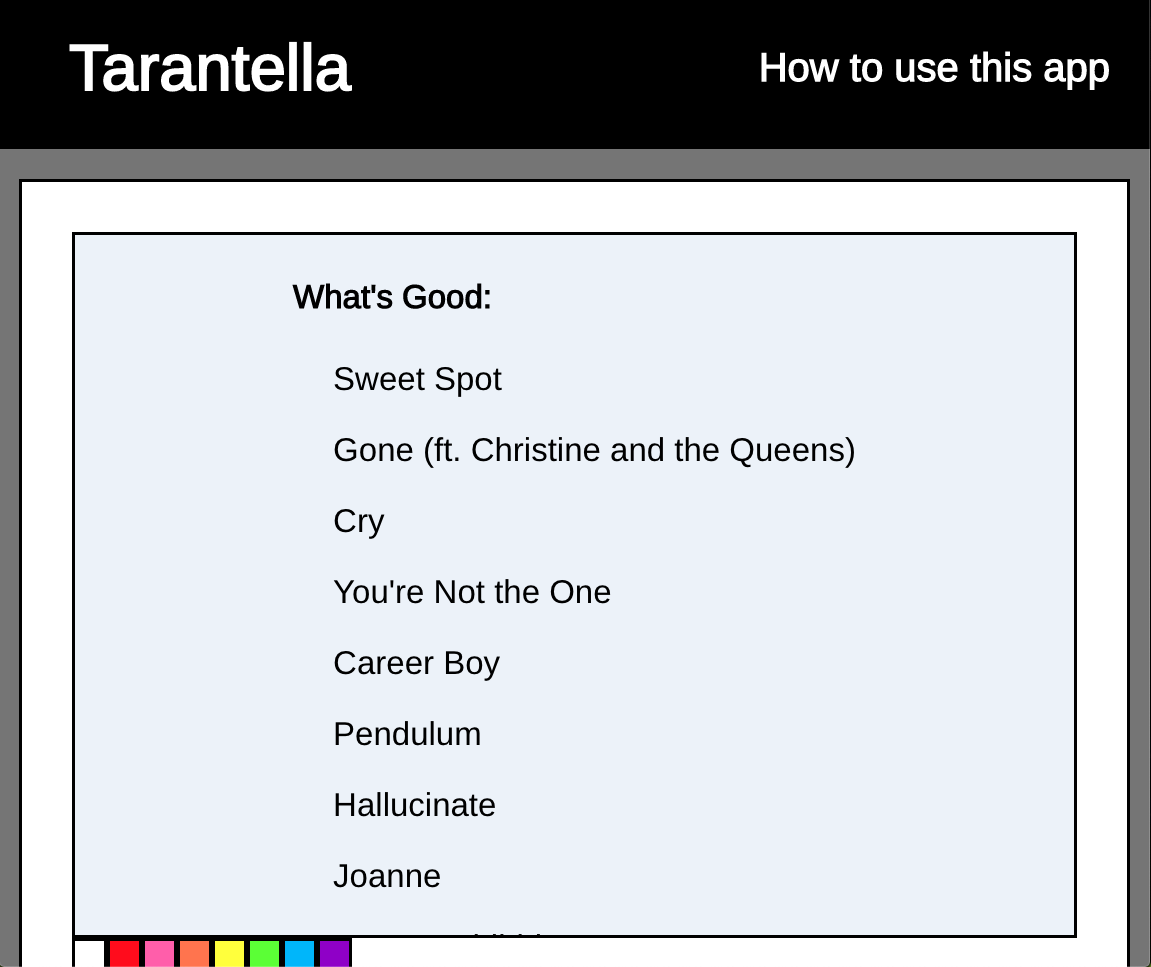 Tarantella
How to use this app
What's Good:
Sweet Spot
Gone (ft. Christine and the Queens)
Cry
You're Not the One
Career Boy
Pendulum
Hallucinate
Joanne